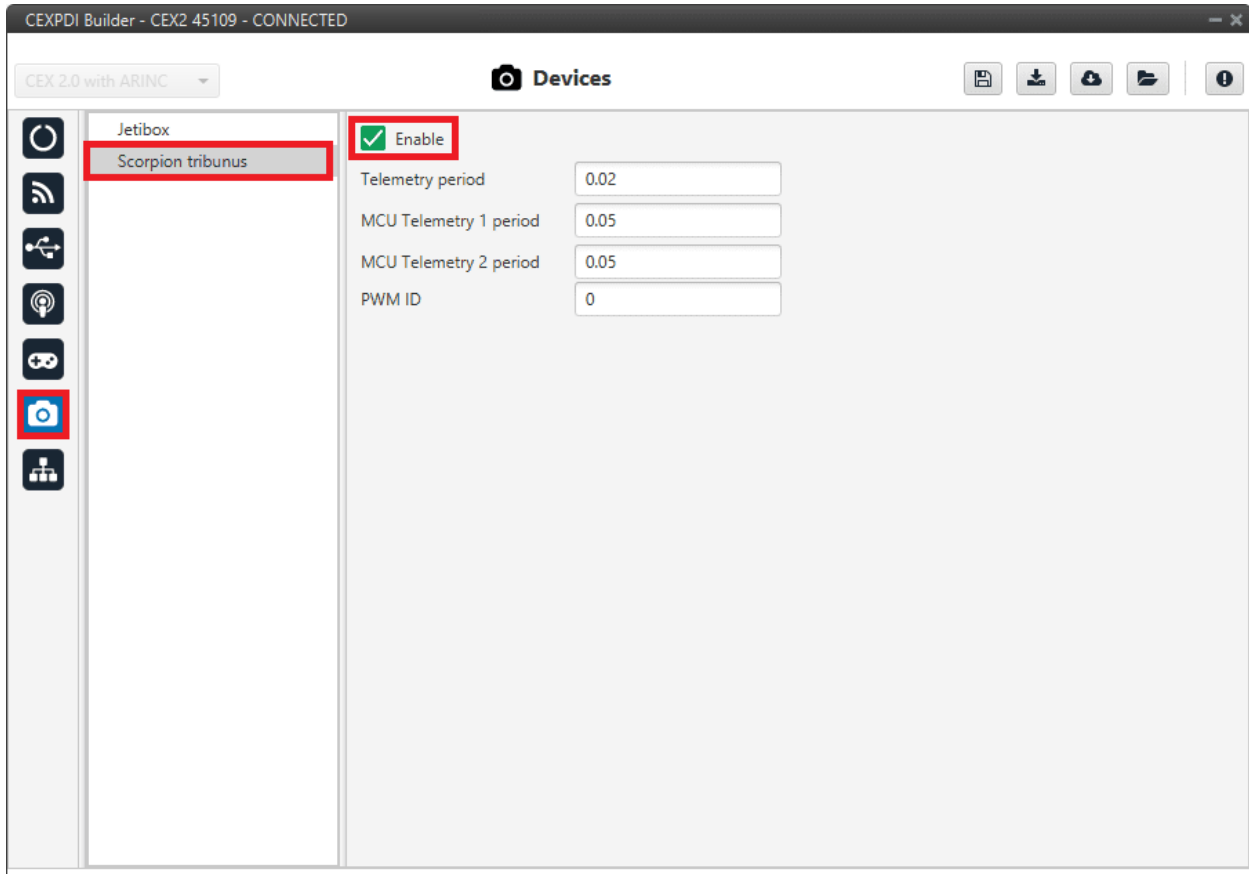 CEXPDI Builder - CEX2 45109 - CONNECTED
CEX 2.0 with ARINC
Devices
Jetibox
Scorpion tribunus
Enable
Telemetry period 0.02
MCU Telemetry 1 period 0.05
MCU Telemetry 2 period 0.05
PWM ID 0